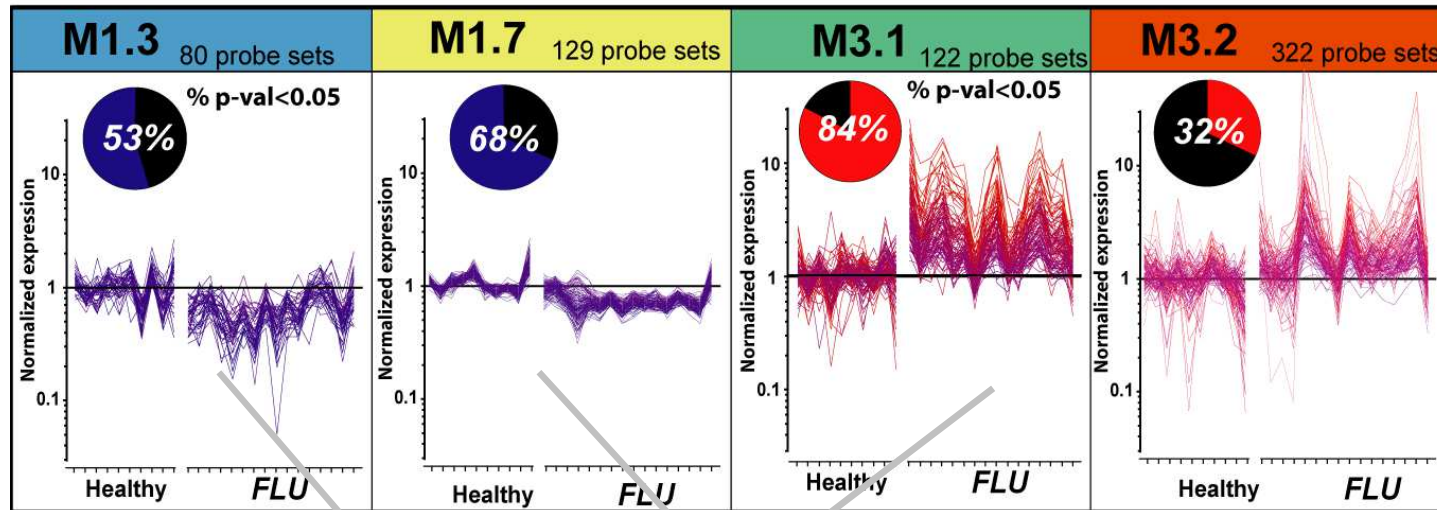 M1.3 80 probe sets
% p-val<0.05
53%
Normalized expression
10
1
0.1
Healthy FLU
M1.7 129 probe sets
68%
Normalized expression
10
1
0.1
Healthy FLU
M3.1 122 probe sets
% p-val<0.05
84%
Normalized expression
10
1
0.1
Healthy FLU
M3.2 322 probe sets
32%
Normalized expression
10
1
0.1
Healthy FLU